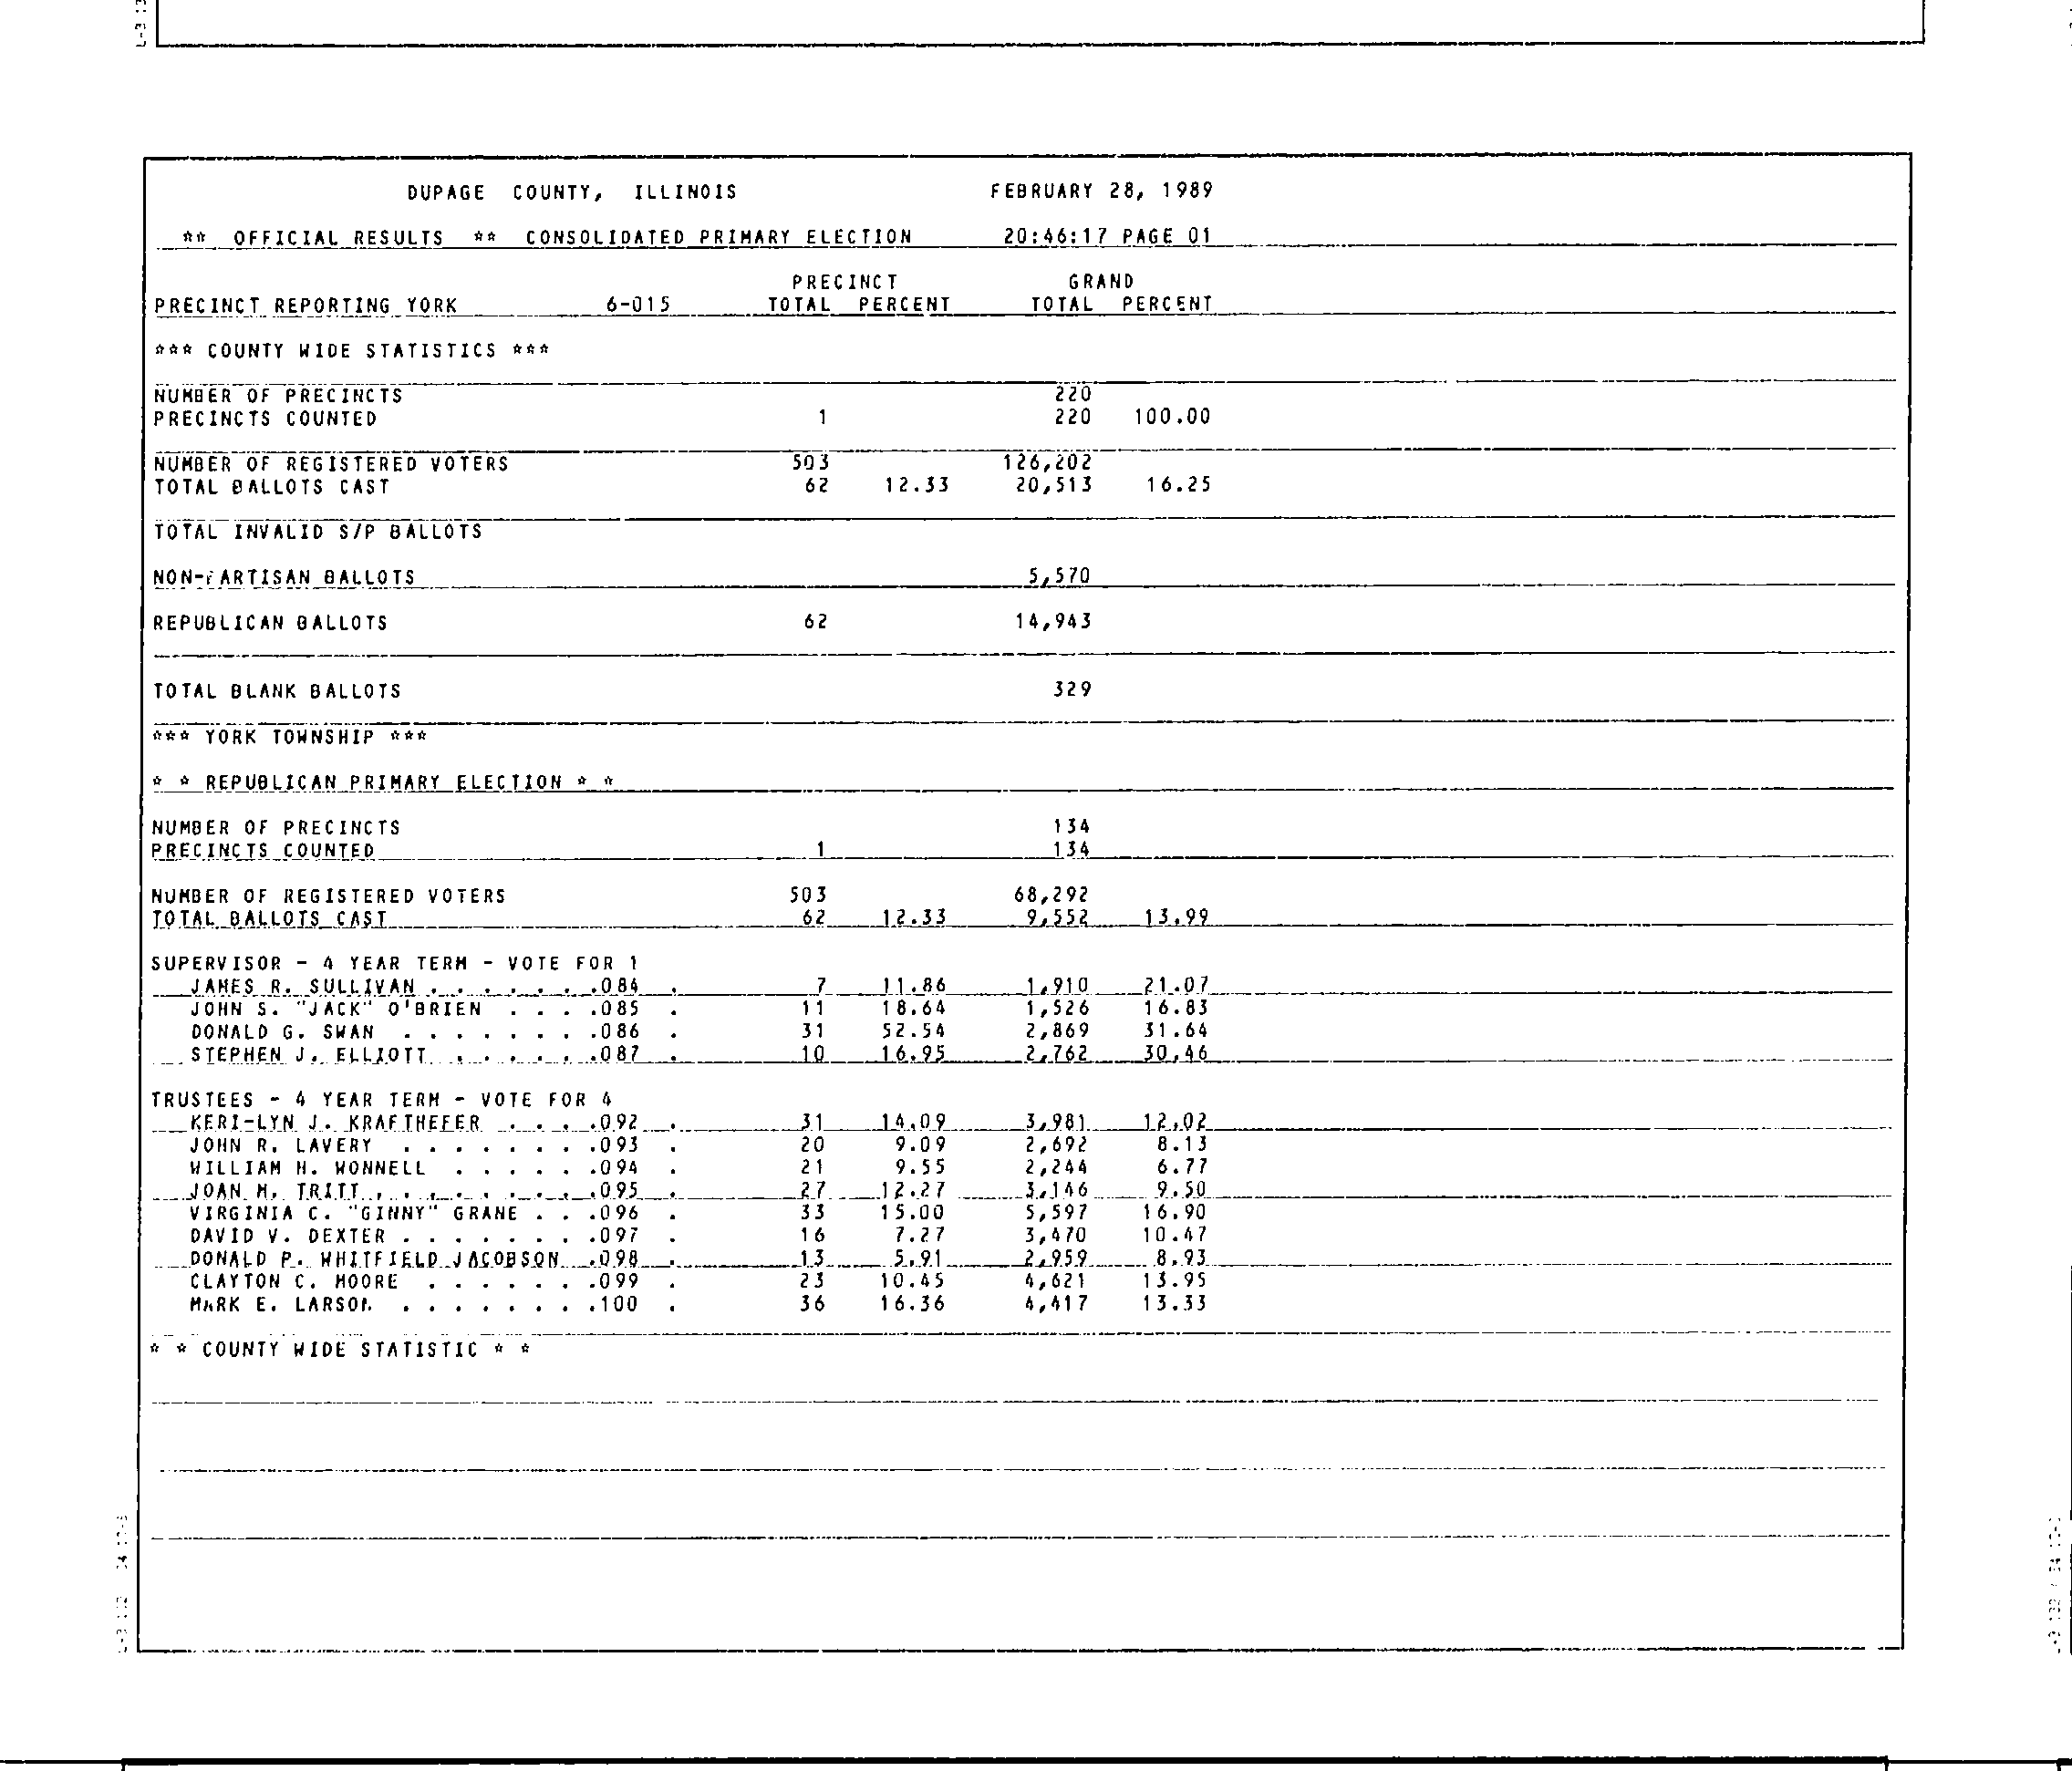 DUPAGE COUNTY, ILLINOIS FEBRUARY 28, 1989
** OFFICIAL RESULTS ** CONSOLIDATED PRIMARY ELECTION 20:46:17 PAGE 01
PRECINCT GRAND
PRECINCT REPORTING YORK 6-015 TOTAL PERCENT TOTAL PERCENT
*** COUNTY WIDE STATISTICS ***
NUMBER OF PRECINCTS 220
PRECINCTS COUNTED 1 220 100.00
NUMBER OF REGISTERED VOTERS 503 126,202
TOTAL BALLOTS CAST 62 12.33 20,513 16.25
TOTAL INVALID S/P BALLOTS
NON-PARTISAN BALLOTS 5,570
REPUBLICAN BALLOTS 62 14,943
TOTAL BLANK BALLOTS 329
*** YORK TOWNSHIP ***
* * REPUBLICAN PRIMARY ELECTION * *
NUMBER OF PRECINCTS 134
PRECINCTS COUNTED 1 134
NUMBER OF REGISTERED VOTERS 503 68,292
TOTAL BALLOTS CAST 62 12.33 9,552 13.99
SUPERVISOR - 4 YEAR TERM - VOTE FOR 1
JAMES R. SULLIVAN . . . . . . .084 . 7 11.86 1,910 21.07
JOHN S. "JACK" O'BRIEN . . . .085 . 11 18.64 1,526 16.83
DONALD G. SWAN . . . . . . . .086 . 31 52.54 2,869 31.64
STEPHEN J. ELLIOTT . . . . . .087 . 10 16.95 2,762 30.46
TRUSTEES - 4 YEAR TERM - VOTE FOR 4
KERI-LYN J. KRAFTHEFER . . . .092 . 31 14.09 3,981 12.02
JOHN R. LAVERY . . . . . . . .093 . 20 9.09 2,692 8.13
WILLIAM H. WONNELL . . . . . .094 . 21 9.55 2,244 6.77
JOAN M. TRITT . . . . . . . . .095 . 27 12.27 3,146 9.50
VIRGINIA C. "GINNY" GRANE . . .096 . 33 15.00 5,597 16.90
DAVID V. DEXTER . . . . . . . .097 . 16 7.27 3,470 10.47
DONALD P. WHITFIELD JACOBSON .098 . 13 5.91 2,959 8.93
CLAYTON C. MOORE . . . . . . .099 . 23 10.45 4,621 13.95
MARK E. LARSON . . . . . . . .100 . 36 16.36 4,417 13.33
* * COUNTY WIDE STATISTIC * *